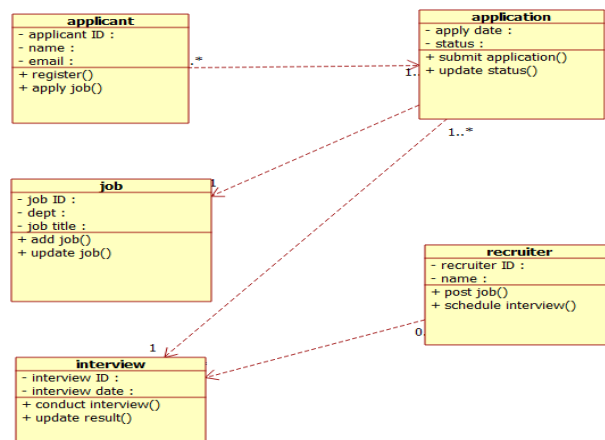 applicant
- applicant ID :
- name :
- email :
+ register()
+ apply job()
application
- apply date :
- status :
+ submit application()
+ update status()
..*
1..
1..*
job
- job ID :
- dept :
- job title :
+ add job()
+ update job()
1
recruiter
- recruiter ID :
- name :
+ post job()
+ schedule interview()
0.
1
interview
- interview ID :
- interview date :
+ conduct interview()
+ update result()